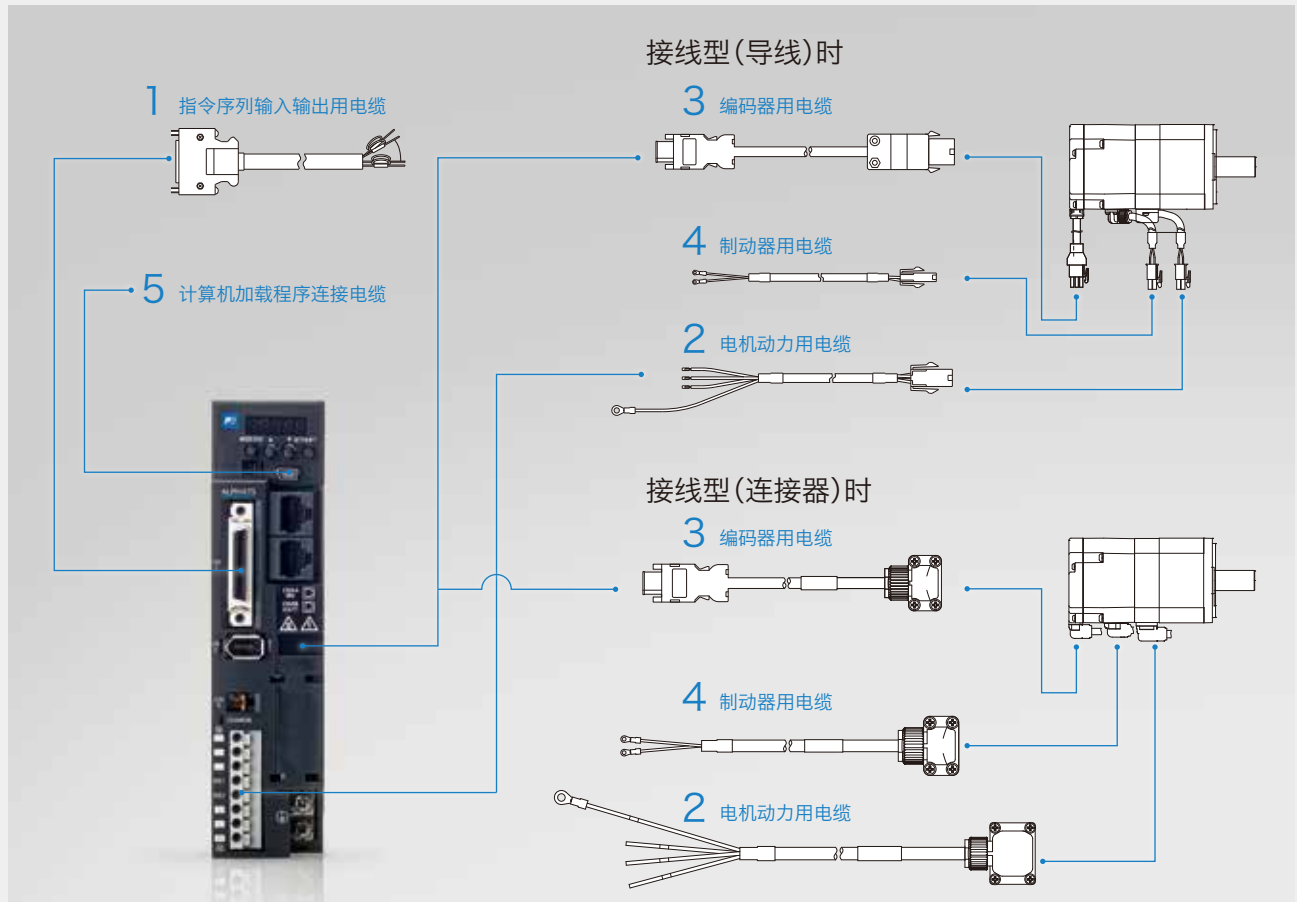 接线型(导线)时
1 指令序列输入输出用电缆
3 编码器用电缆
4 制动器用电缆
5 计算机加载程序连接电缆
2 电机动力用电缆
接线型(连接器)时
3 编码器用电缆
4 制动器用电缆
2 电机动力用电缆
ALPHA7S